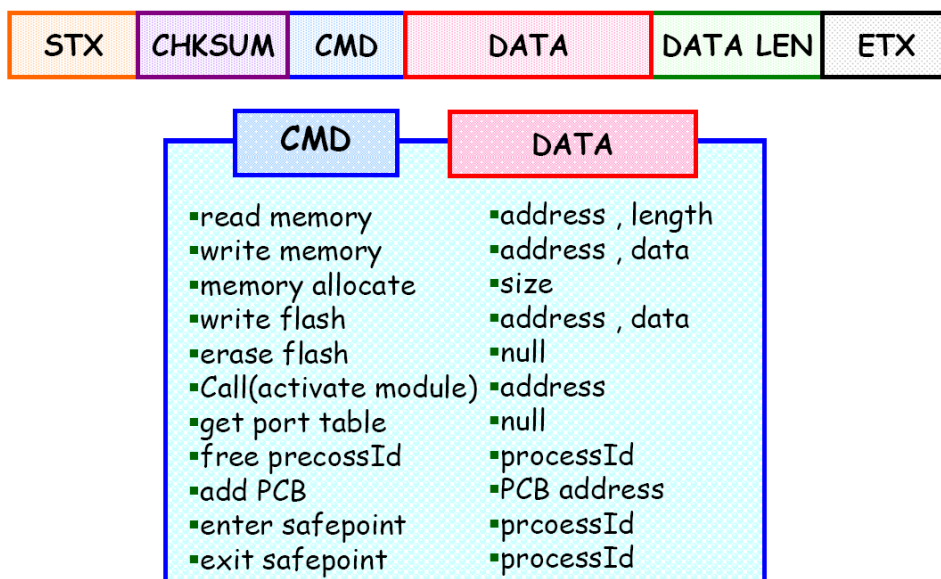 STX CHKSUM CMD DATA DATA LEN ETX
CMD DATA
▪read memory ▪address , length
▪write memory ▪address , data
▪memory allocate ▪size
▪write flash ▪address , data
▪erase flash ▪null
▪Call(activate module) ▪address
▪get port table ▪null
▪free precossId ▪processId
▪add PCB ▪PCB address
▪enter safepoint ▪prcoessId
▪exit safepoint ▪processId